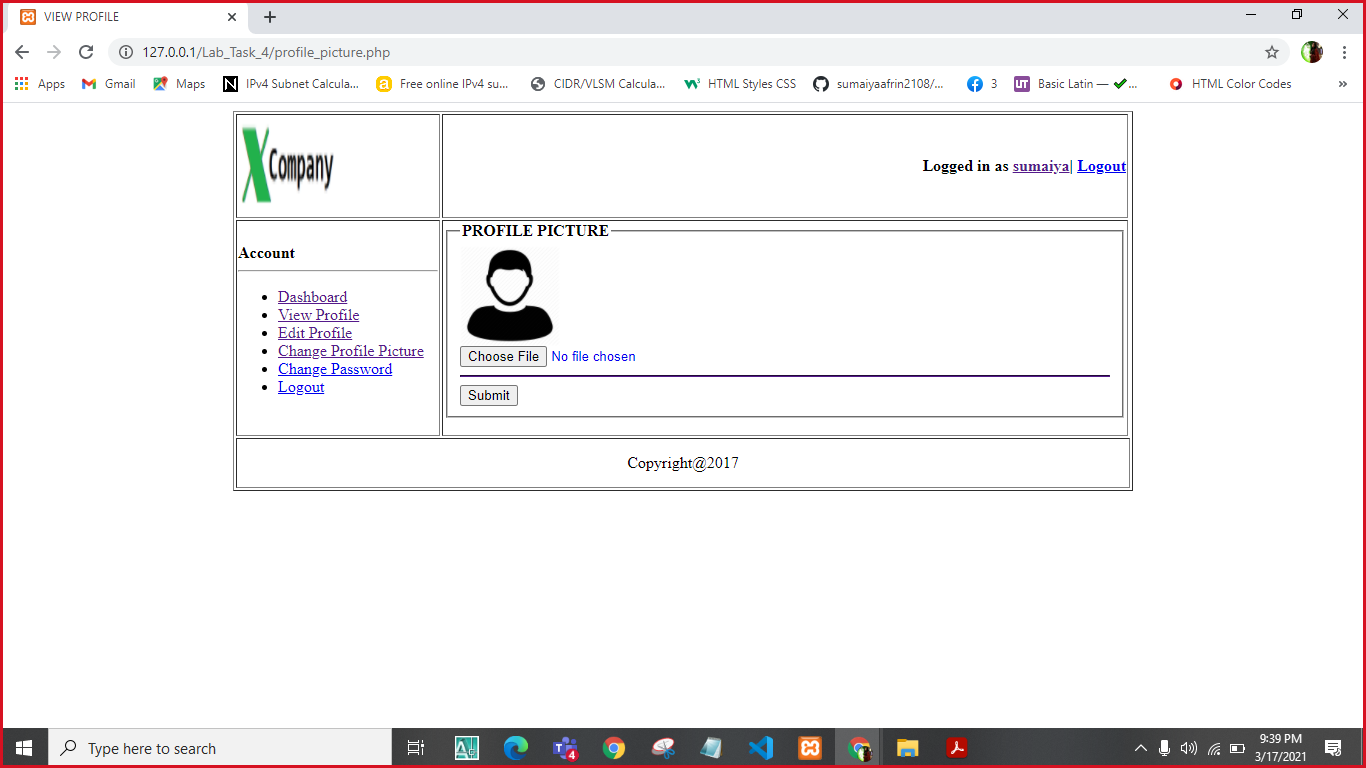 VIEW PROFILE
127.0.0.1/Lab_Task_4/profile_picture.php
Apps Gmail Maps IPv4 Subnet Calcula... Free online IPv4 su... CIDR/VLSM Calcula... HTML Styles CSS sumaiyaafrin2108/... 3 Basic Latin — ✔... HTML Color Codes »
X Company
Logged in as sumaiya| Logout
Account
Dashboard
View Profile
Edit Profile
Change Profile Picture
Change Password
Logout
PROFILE PICTURE
Choose File No file chosen
Submit
Copyright@2017
Type here to search
9:39 PM
3/17/2021